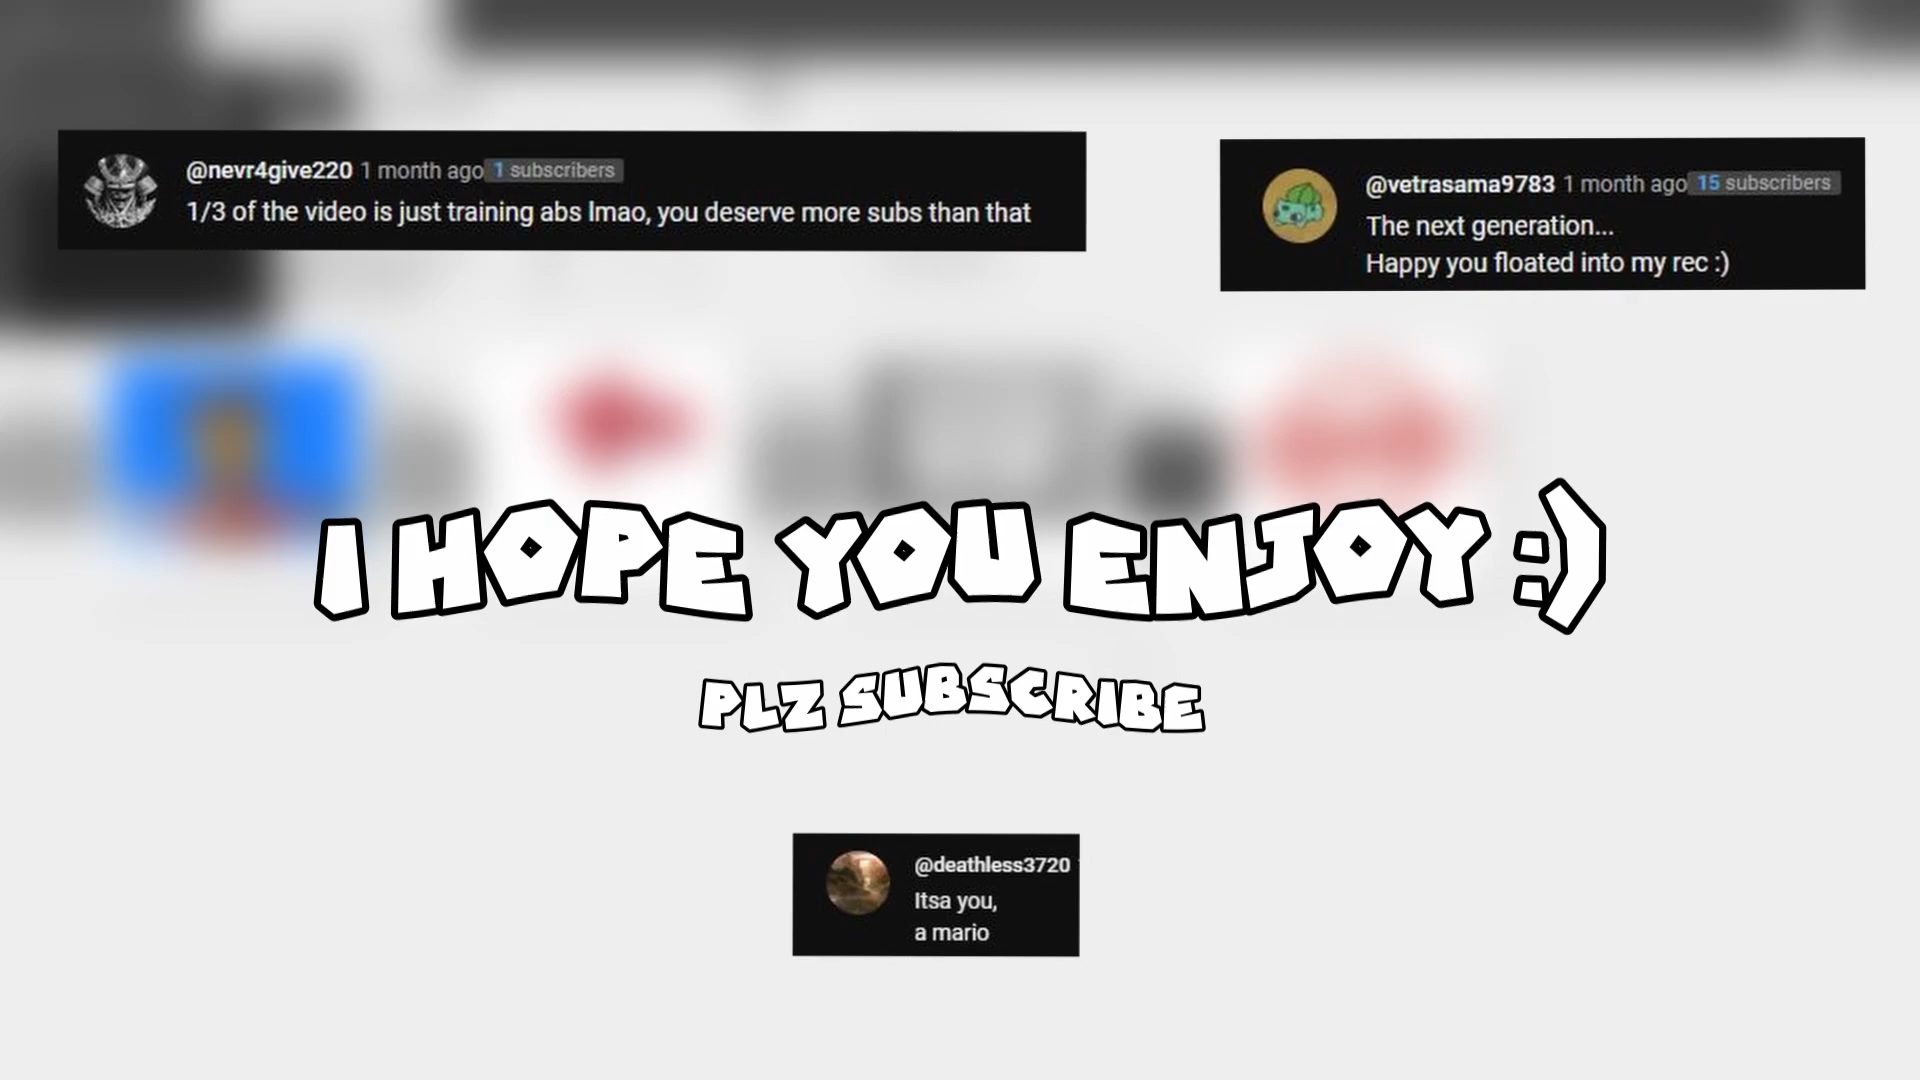 @nevr4give220 1 month ago 1 subscribers
1/3 of the video is just training abs lmao, you deserve more subs than that
@vetrasama9783 1 month ago 15 subscribers
The next generation...
Happy you floated into my rec :)
I HOPE YOU ENJOY :)
PLZ SUBSCRIBE
@deathless3720
Itsa you,
a mario